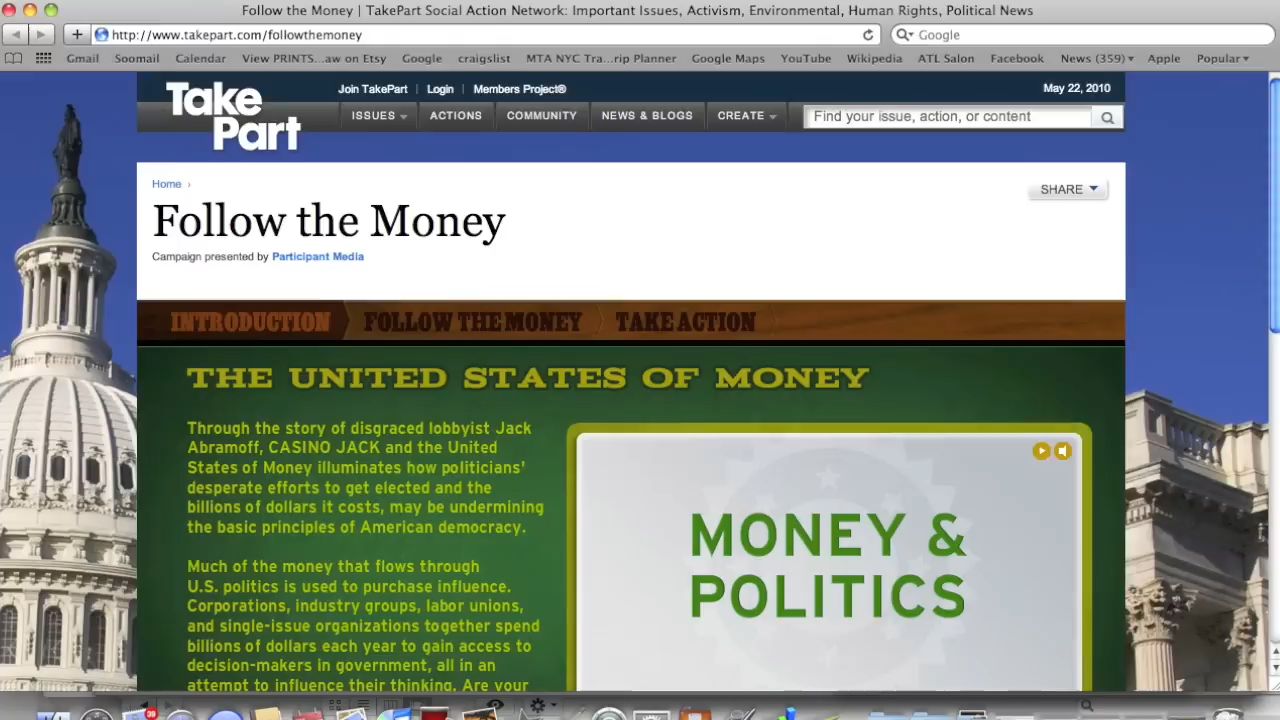 Follow the Money | TakePart Social Action Network: Important Issues, Activism, Environmental, Human Rights, Political News
http://www.takepart.com/followthemoney
Google
Gmail Soomail Calendar View PRINTS...aw on Etsy Google craigslist MTA NYC Tra...rip Planner Google Maps YouTube Wikipedia ATL Salon Facebook News (359) Apple Popular
Join TakePart | Login | Members Project®
May 22, 2010
Take
Part
ISSUES ACTIONS COMMUNITY NEWS & BLOGS CREATE
Find your issue, action, or content
Home ›
SHARE
Follow the Money
Campaign presented by Participant Media
INTRODUCTION FOLLOW THE MONEY TAKE ACTION
THE UNITED STATES OF MONEY
Through the story of disgraced lobbyist Jack
Abramoff, CASINO JACK and the United
States of Money illuminates how politicians'
desperate efforts to get elected and the
billions of dollars it costs, may be undermining
the basic principles of American democracy.
Much of the money that flows through
U.S. politics is used to purchase influence.
Corporations, industry groups, labor unions,
and single-issue organizations together spend
billions of dollars each year to gain access to
decision-makers in government, all in an
attempt to influence their thinking. Are your
MONEY &
POLITICS
39